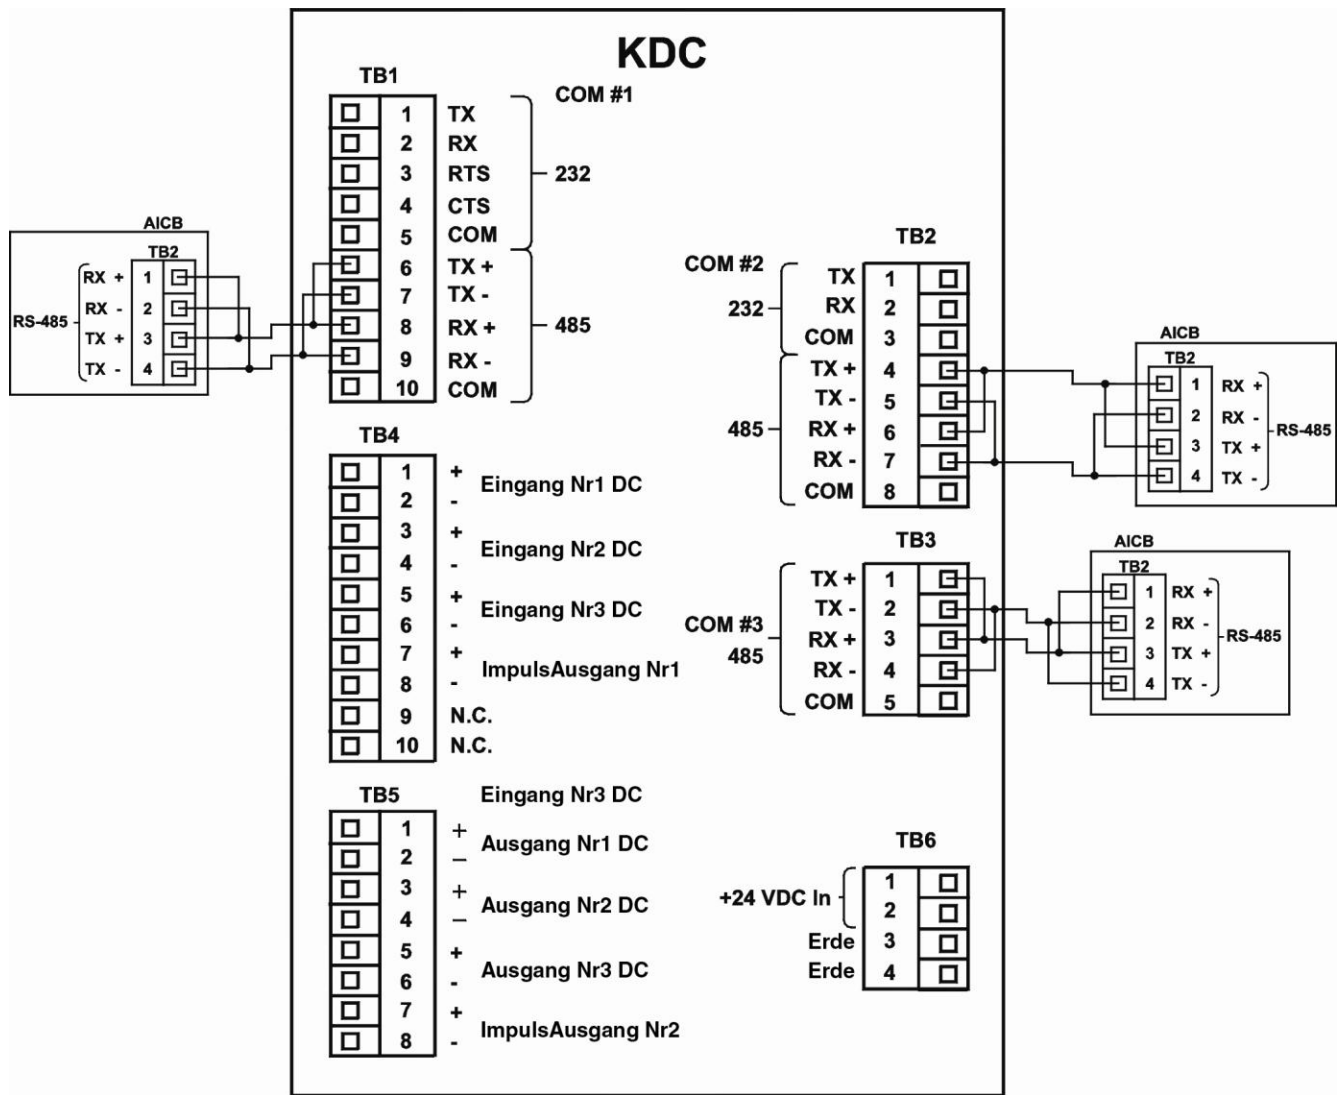 KDC
TB1
COM #1
1 TX
2 RX
3 RTS
232
4 CTS
5 COM
6 TX +
7 TX -
485
8 RX +
9 RX -
10 COM
AICB
TB2
RX + 1
RX - 2
RS-485
TX + 3
TX - 4
TB2
COM #2
TX 1
232
RX 2
COM 3
TX + 4
TX - 5
485
RX + 6
RX - 7
COM 8
AICB
TB2
1 RX +
2 RX -
RS-485
3 TX +
4 TX -
TB4
1 +
Eingang Nr1 DC
2 -
3 +
Eingang Nr2 DC
4 -
5 +
Eingang Nr3 DC
6 -
7 +
ImpulsAusgang Nr1
8 -
9 N.C.
10 N.C.
TB3
TX + 1
TX - 2
COM #3
485
RX + 3
RX - 4
COM 5
AICB
TB2
1 RX +
2 RX -
RS-485
3 TX +
4 TX -
TB5
Eingang Nr3 DC
1 +
Ausgang Nr1 DC
2 −
3 +
Ausgang Nr2 DC
4 −
5 +
Ausgang Nr3 DC
6 -
7 +
ImpulsAusgang Nr2
8 -
TB6
1
+24 VDC In
2
Erde 3
Erde 4